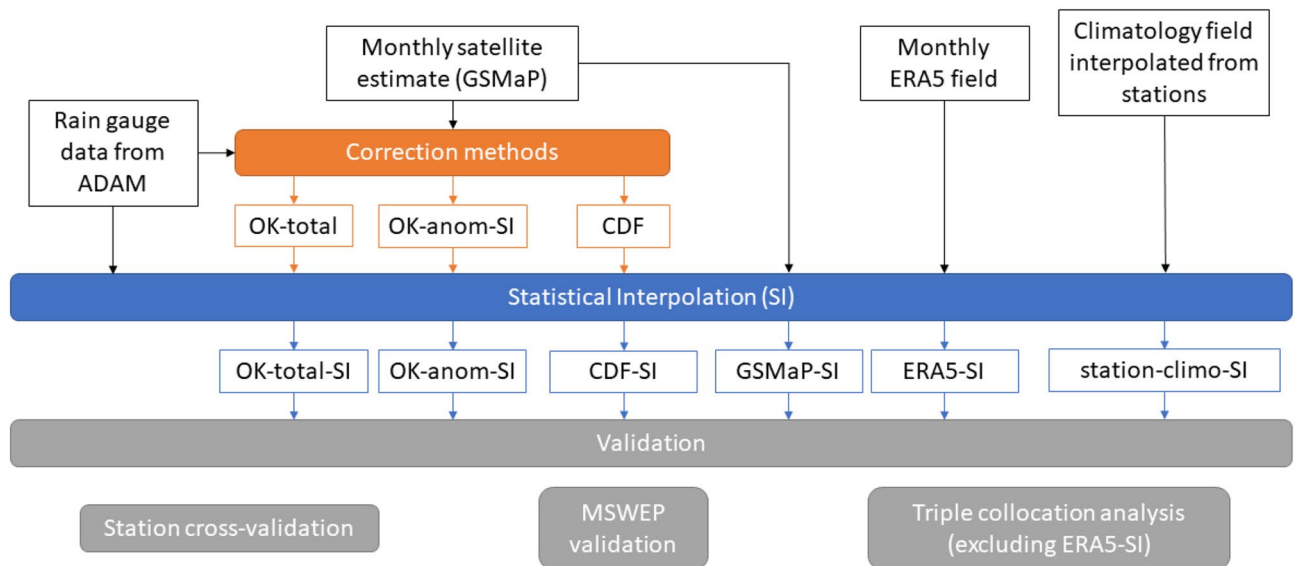 Monthly satellite
estimate (GSMaP)
Monthly
ERA5 field
Climatology field
interpolated from
stations
Rain gauge
data from
ADAM
Correction methods
OK-total
OK-anom-SI
CDF
Statistical Interpolation (SI)
OK-total-SI
OK-anom-SI
CDF-SI
GSMaP-SI
ERA5-SI
station-climo-SI
Validation
Station cross-validation
MSWEP
validation
Triple collocation analysis
(excluding ERA5-SI)